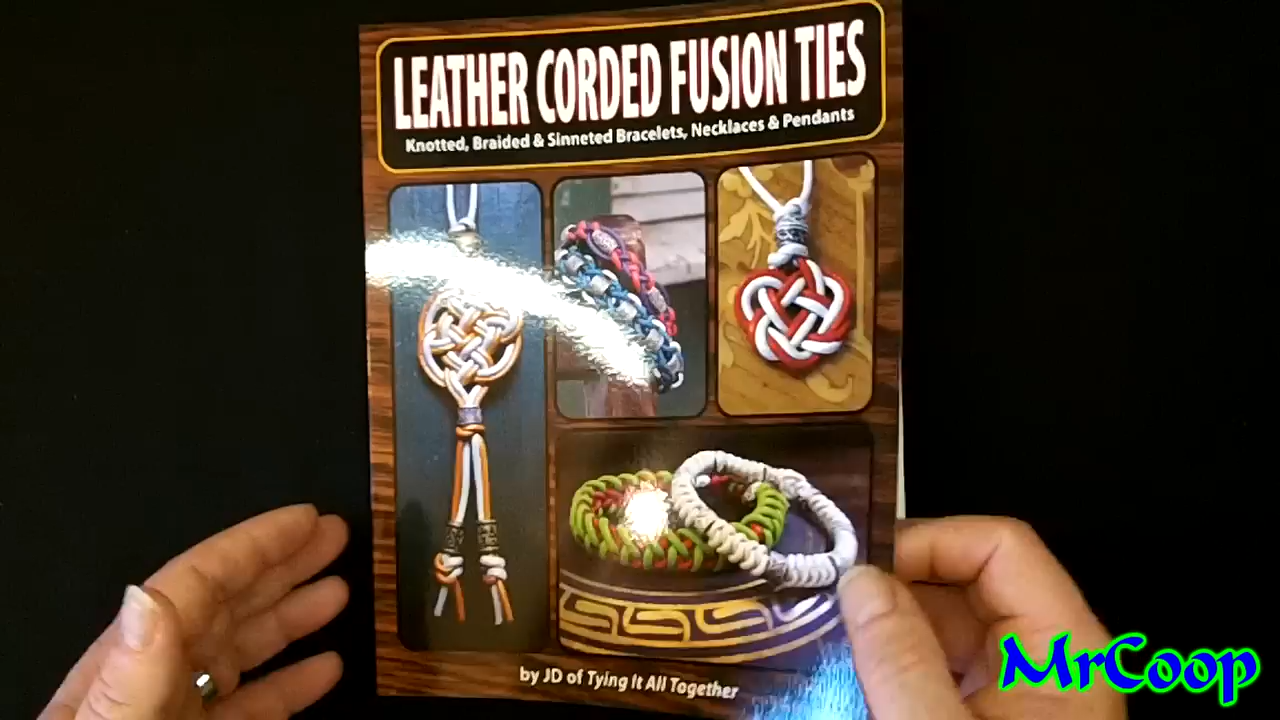 LEATHER CORDED FUSION TIES
Knotted, Braided & Sinneted Bracelets, Necklaces & Pendants
by JD of Tying It All Together
MrCoop